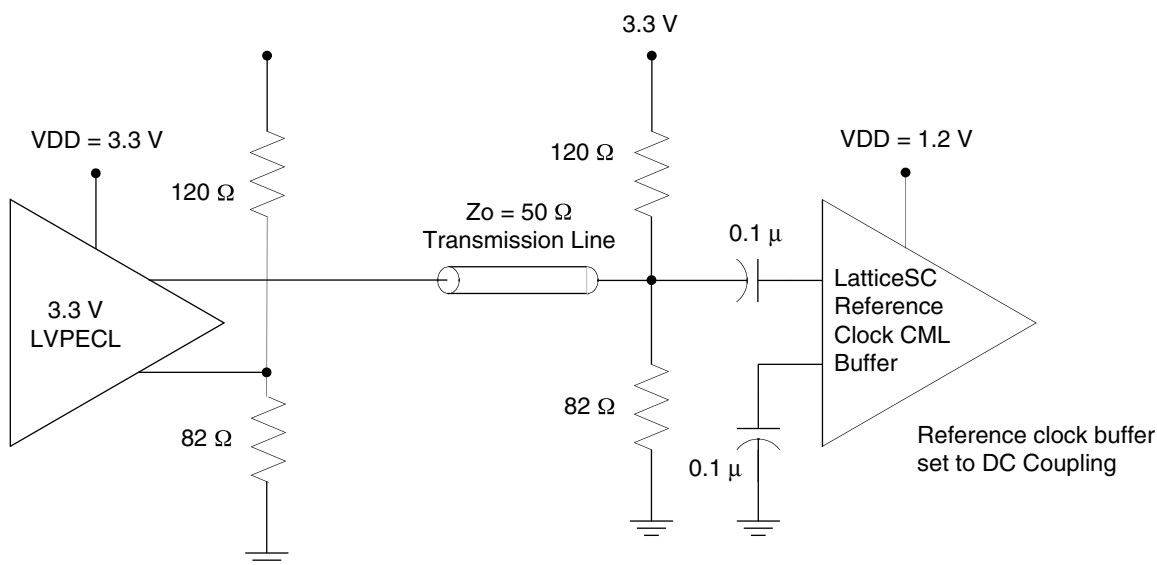 3.3 V
VDD = 3.3 V
120 Ω
120 Ω
VDD = 1.2 V
Zo = 50 Ω
Transmission Line
0.1 μ
3.3 V
LVPECL
LatticeSC
Reference
Clock CML
Buffer
82 Ω
82 Ω
0.1 μ
Reference clock buffer
set to DC Coupling